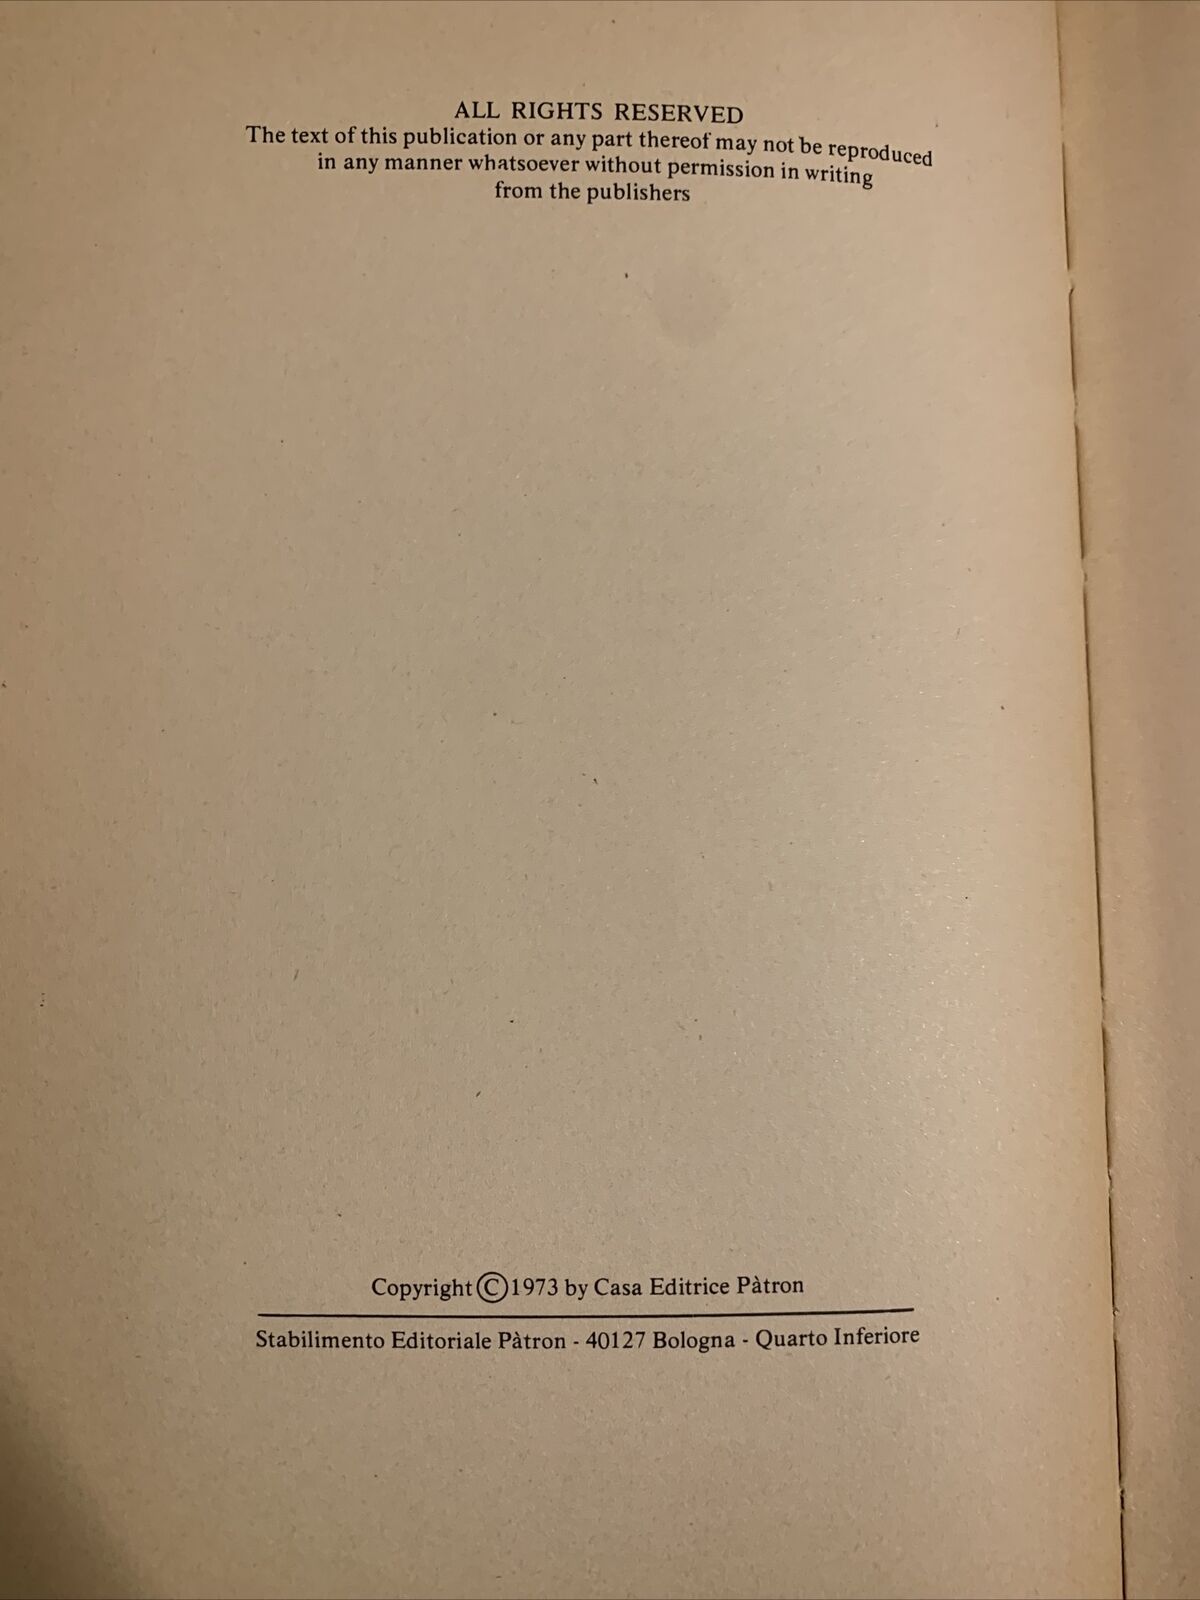 ALL RIGHTS RESERVED
The text of this publication or any part thereof may not be reproduced
in any manner whatsoever without permission in writing
from the publishers
Copyright © 1973 by Casa Editrice Pàtron
Stabilimento Editoriale Pàtron - 40127 Bologna - Quarto Inferiore